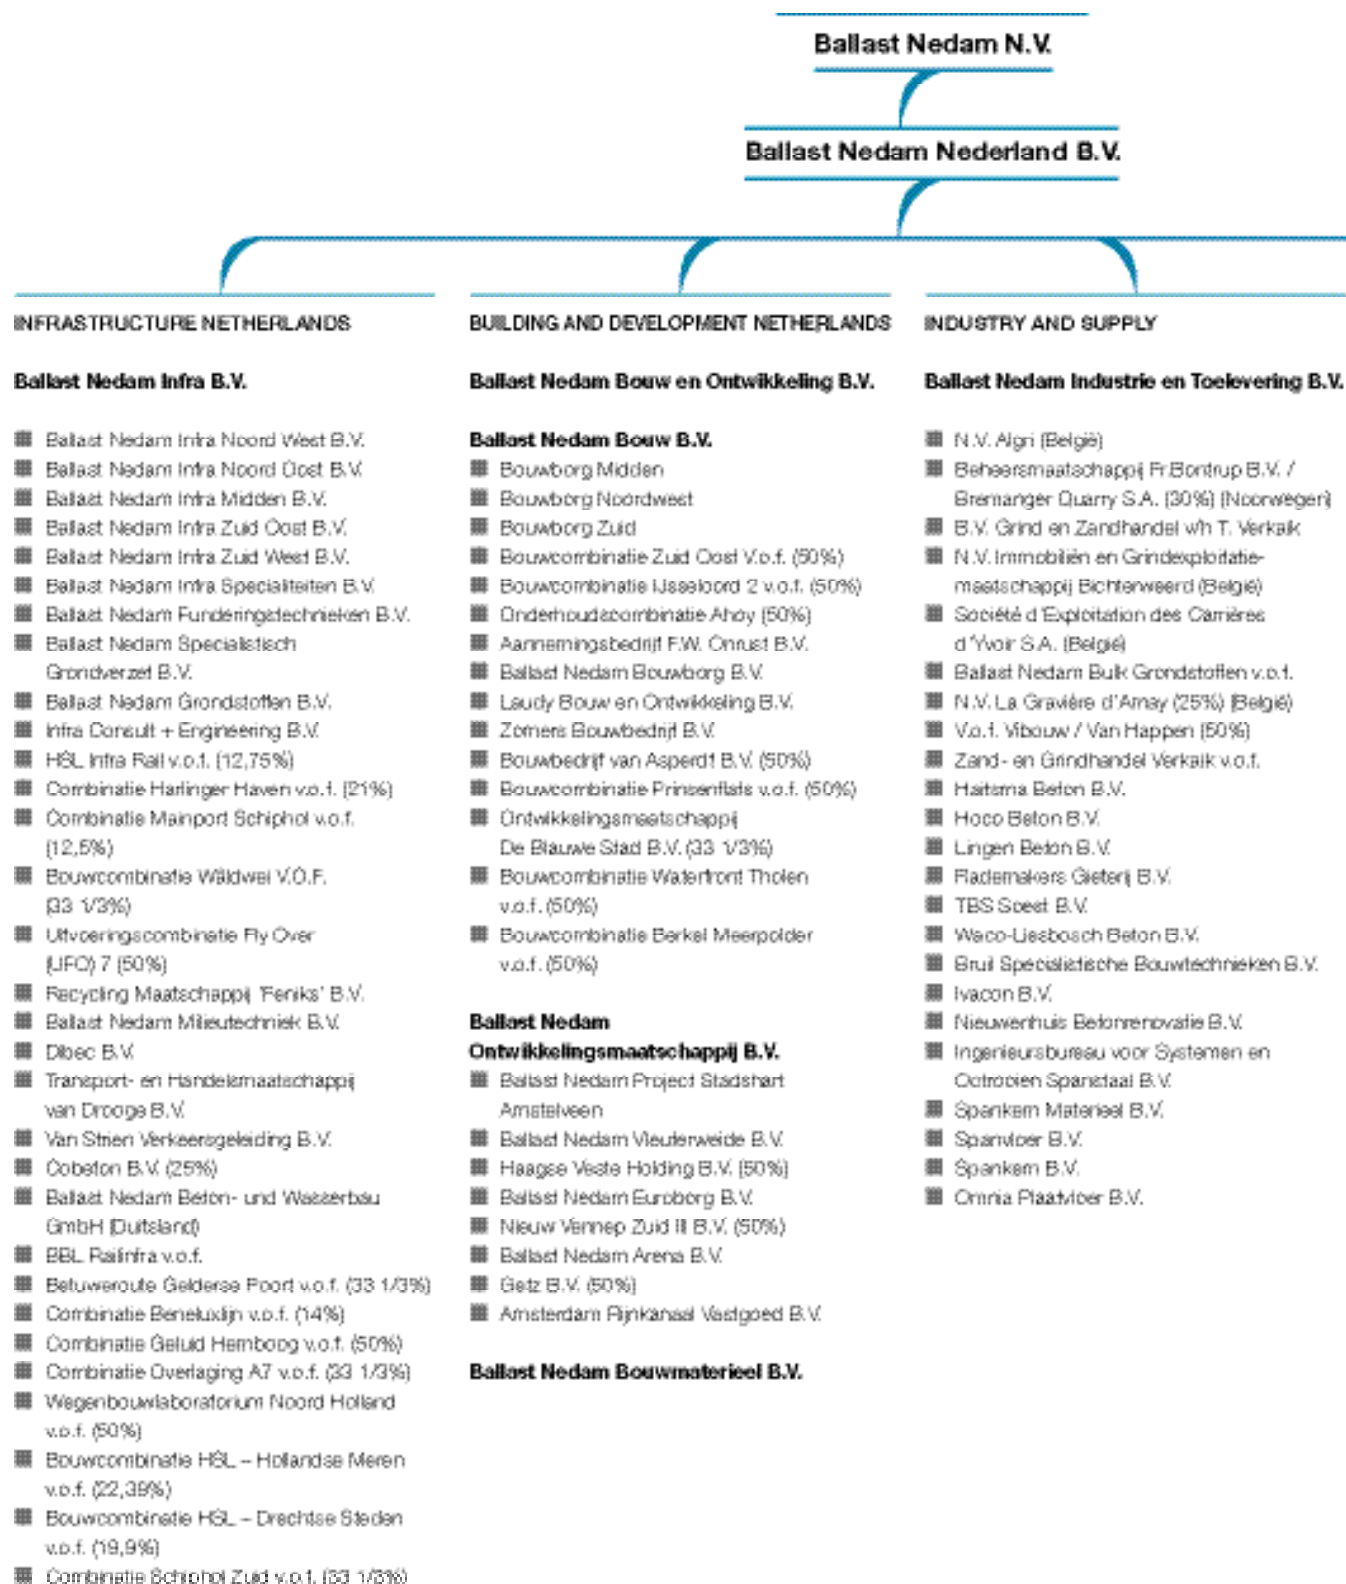 Ballast Nedam N.V.
Ballast Nedam Nederland B.V.
INFRASTRUCTURE NETHERLANDS
Ballast Nedam Infra B.V.
Ballast Nedam Infra Noord West B.V.
Ballast Nedam Infra Noord Oost B.V.
Ballast Nedam Infra Midden B.V.
Ballast Nedam Infra Zuid Oost B.V.
Ballast Nedam Infra Zuid West B.V.
Ballast Nedam Infra Specialiteiten B.V.
Ballast Nedam Funderingstechnieken B.V.
Ballast Nedam Specialistisch
Grondverzet B.V.
Ballast Nedam Grondstoffen B.V.
Infra Consult + Engineering B.V.
HSL Infra Rail v.o.f. (12,75%)
Combinatie Harlinger Haven v.o.f. (21%)
Combinatie Mainport Schiphol v.o.f.
(12,5%)
Bouwcombinatie Wâldwei V.O.F.
(33 1/3%)
Uitvoeringscombinatie Fly Over
(UFO) 7 (50%)
Recycling Maatschappij 'Feniks' B.V.
Ballast Nedam Milieutechniek B.V.
Dibec B.V.
Transport- en Handelsmaatschappij
van Drooge B.V.
Van Strien Verkeersgeleiding B.V.
Cobeton B.V. (25%)
Ballast Nedam Beton- und Wasserbau
GmbH (Duitsland)
BBL Railinfra v.o.f.
Betuweroute Gelderse Poort v.o.f. (33 1/3%)
Combinatie Beneluxlijn v.o.f. (14%)
Combinatie Geluid Hemboog v.o.f. (50%)
Combinatie Overlaging A7 v.o.f. (33 1/3%)
Wegenbouwlaboratorium Noord Holland
v.o.f. (50%)
Bouwcombinatie HSL – Hollandse Meren
v.o.f. (22,39%)
Bouwcombinatie HSL – Drechtse Steden
v.o.f. (19,9%)
Combinatie Schiphol Zuid v.o.f. (33 1/3%)
BUILDING AND DEVELOPMENT NETHERLANDS
Ballast Nedam Bouw en Ontwikkeling B.V.
Ballast Nedam Bouw B.V.
Bouwborg Midden
Bouwborg Noordwest
Bouwborg Zuid
Bouwcombinatie Zuid Oost V.o.f. (50%)
Bouwcombinatie IJsseloord 2 v.o.f. (50%)
Onderhoudscombinatie Ahoy (50%)
Aannemingsbedrijf F.W. Onrust B.V.
Ballast Nedam Bouwborg B.V.
Laudy Bouw en Ontwikkeling B.V.
Zomers Bouwbedrijf B.V.
Bouwbedrijf van Asperdt B.V. (50%)
Bouwcombinatie Prinsenflats v.o.f. (50%)
Ontwikkelingsmaatschappij
De Blauwe Stad B.V. (33 1/3%)
Bouwcombinatie Waterfront Tholen
v.o.f. (50%)
Bouwcombinatie Berkel Meerpolder
v.o.f. (50%)
Ballast Nedam
Ontwikkelingsmaatschappij B.V.
Ballast Nedam Project Stadshart
Amstelveen
Ballast Nedam Vleuterweide B.V.
Haagse Veste Holding B.V. (50%)
Ballast Nedam Euroborg B.V.
Nieuw Vennep Zuid III B.V. (50%)
Ballast Nedam Arena B.V.
Getz B.V. (50%)
Amsterdam Rijnkanaal Vastgoed B.V.
Ballast Nedam Bouwmaterieel B.V.
INDUSTRY AND SUPPLY
Ballast Nedam Industrie en Toelevering B.V.
N.V. Algri (België)
Beheersmaatschappij Fr.Bontrup B.V. /
Bremanger Quarry S.A. (30%) (Noorwegen)
B.V. Grind en Zandhandel v/h T. Verkaik
N.V. Immobiliën en Grindexploitatie-
maatschappij Bichterweerd (België)
Société d'Exploitation des Carrières
d'Yvoir S.A. (België)
Ballast Nedam Bulk Grondstoffen v.o.f.
N.V. La Gravière d'Amay (25%) (België)
V.o.f. Vibouw / Van Happen (50%)
Zand- en Grindhandel Verkaik v.o.f.
Haitsma Beton B.V.
Hoco Beton B.V.
Lingen Beton B.V.
Rademakers Gieterij B.V.
TBS Soest B.V.
Waco-Liesbosch Beton B.V.
Bruil Specialistische Bouwtechnieken B.V.
Ivacon B.V.
Nieuwenhuis Betonrenovatie B.V.
Ingenieursbureau voor Systemen en
Octrooien Spanstaal B.V.
Spankern Materieel B.V.
Spanvloer B.V.
Spankern B.V.
Omnia Plaatvloer B.V.